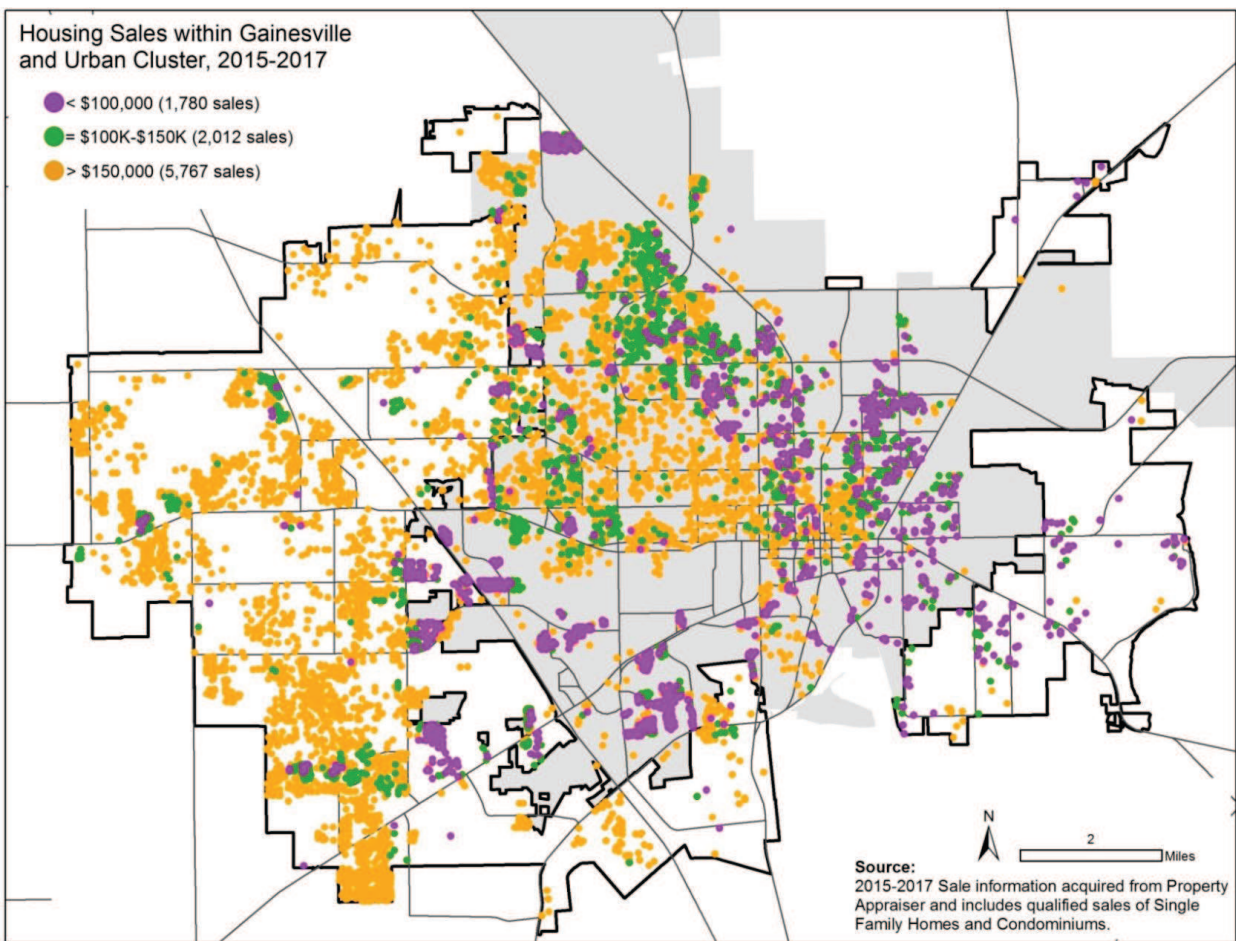 Housing Sales within Gainesville
and Urban Cluster, 2015-2017
< $100,000 (1,780 sales)
= $100K-$150K (2,012 sales)
> $150,000 (5,767 sales)
N
2
Miles
Source:
2015-2017 Sale information acquired from Property
Appraiser and includes qualified sales of Single
Family Homes and Condominiums.